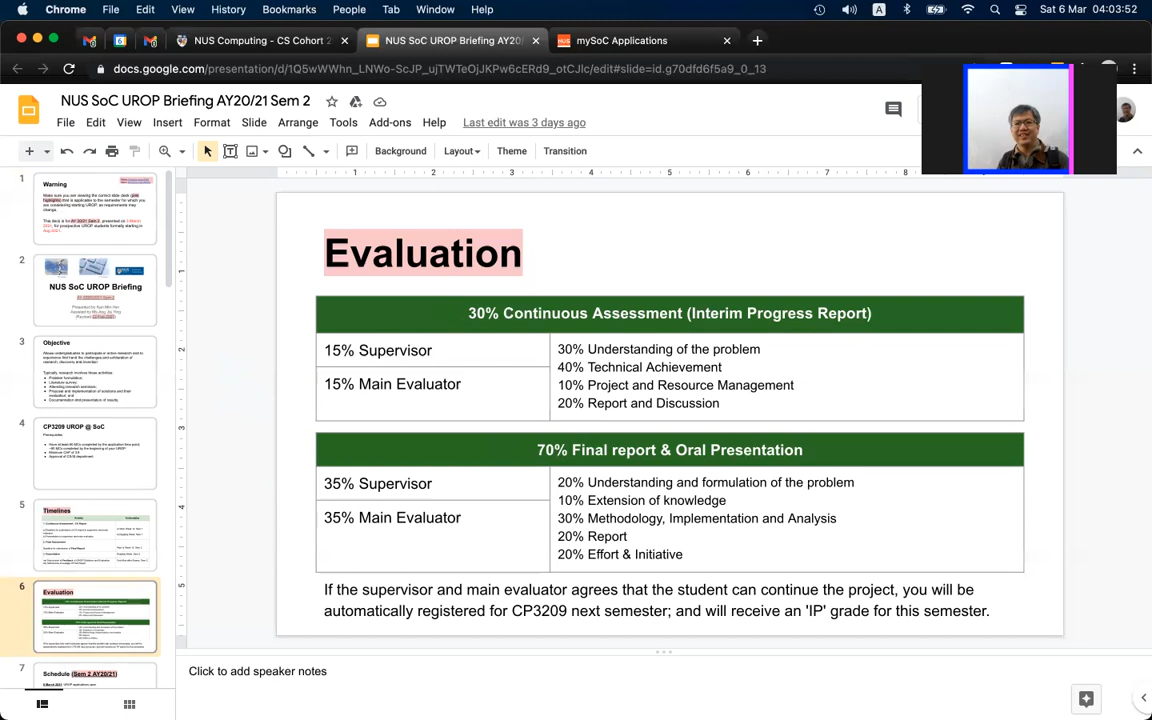 Chrome File Edit View History Bookmarks People Tab Window Help A Sat 6 Mar 04:03:52
NUS Computing - CS Cohort 2 NUS SoC UROP Briefing AY20/ mySoC Applications
docs.google.com/presentation/d/1Q5wWWhn_LNWo-ScJP_ujTWTeOjJKPw6cERd9_otCJIc/edit#slide=id.g70dfd6f5a9_0_13
NUS SoC UROP Briefing AY20/21 Sem 2
File Edit View Insert Format Slide Arrange Tools Add-ons Help Last edit was 3 days ago
Background Layout Theme Transition
1 2 3 4 5 6 7 8
1
Warning
2
NUS SoC UROP Briefing
3
Objective
4
CP3209 UROP @ SoC
5
Timelines
6
Evaluation
7
Schedule (Sem 2 AY20/21)
Evaluation
30% Continuous Assessment (Interim Progress Report)
15% Supervisor
15% Main Evaluator
30% Understanding of the problem
40% Technical Achievement
10% Project and Resource Management
20% Report and Discussion
70% Final report & Oral Presentation
35% Supervisor
35% Main Evaluator
20% Understanding and formulation of the problem
10% Extension of knowledge
30% Methodology, Implementation and Analysis
20% Report
20% Effort & Initiative
If the supervisor and main evaluator agrees that the student can continue the project, you will be
automatically registered for CP3209 next semester; and will receive an 'IP' grade for this semester.
Click to add speaker notes